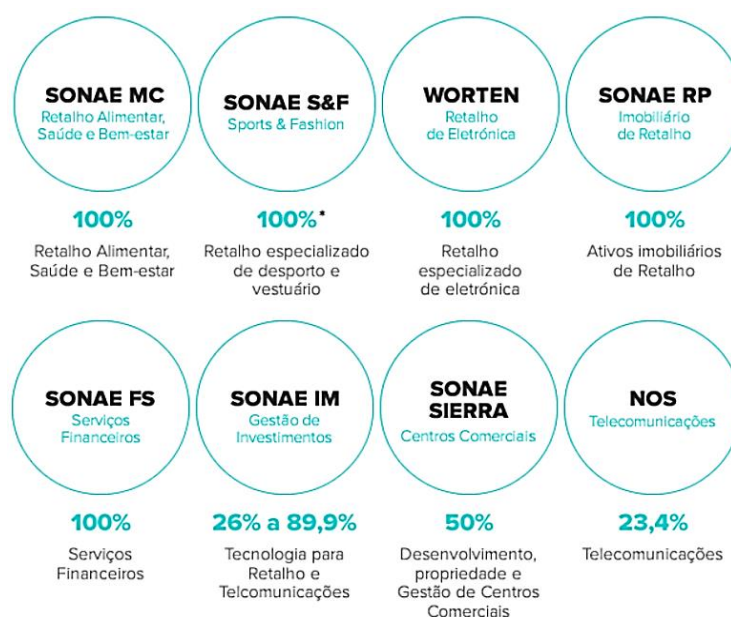 SONAE MC
Retalho Alimentar,
Saúde e Bem-estar
100%
Retalho Alimentar,
Saúde e Bem-estar
SONAE S&F
Sports & Fashion
100%*
Retalho especializado
de desporto e
vestuário
WORTEN
Retalho
de Eletrónica
100%
Retalho
especializado
de eletrónica
SONAE RP
Imobiliário
de Retalho
100%
Ativos imobiliários
de Retalho
SONAE FS
Serviços
Financeiros
100%
Serviços
Financeiros
SONAE IM
Gestão de
Investimentos
26% a 89,9%
Tecnologia para
Retalho e
Telcomunicações
SONAE
SIERRA
Centros Comerciais
50%
Desenvolvimento,
propriedade e
Gestão de Centros
Comerciais
NOS
Telecomunicações
23,4%
Telecomunicações